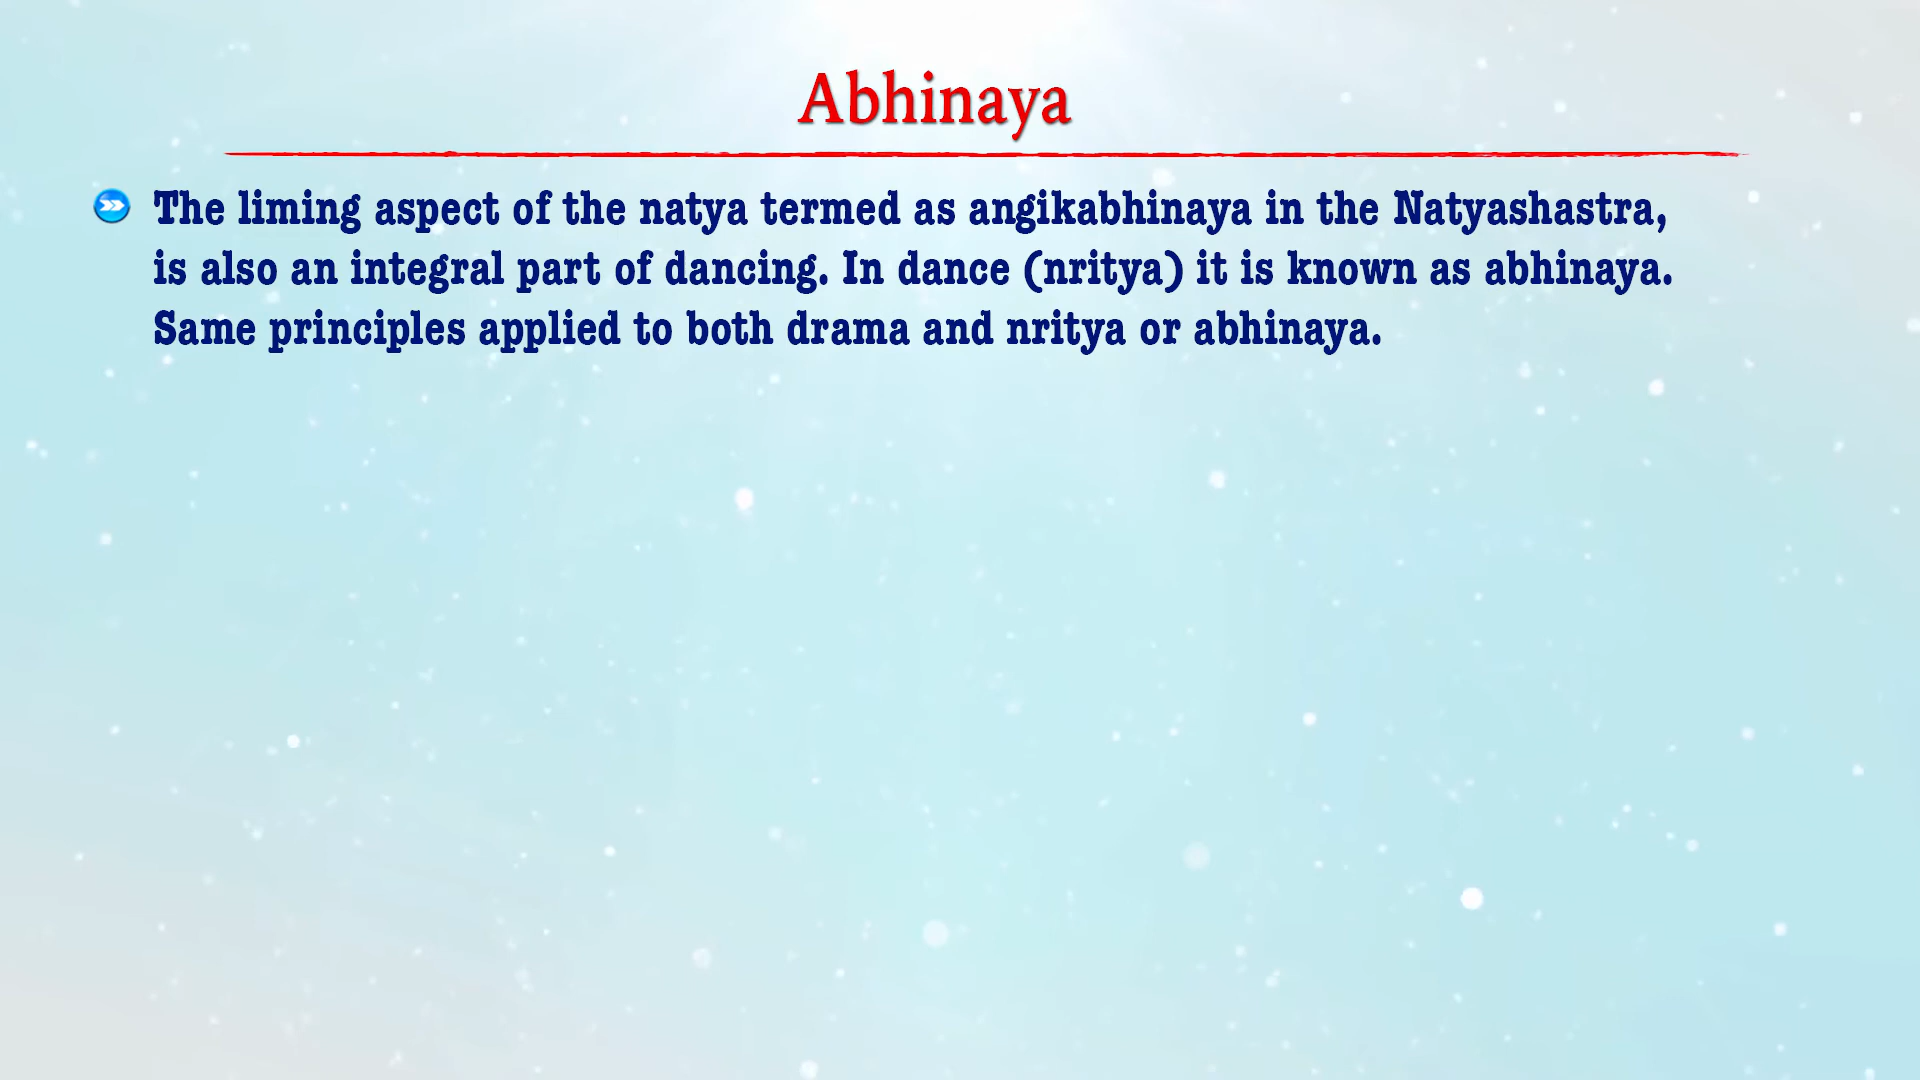 Abhinaya
The liming aspect of the natya termed as angikabhinaya in the Natyashastra,
is also an integral part of dancing. In dance (nritya) it is known as abhinaya.
Same principles applied to both drama and nritya or abhinaya.